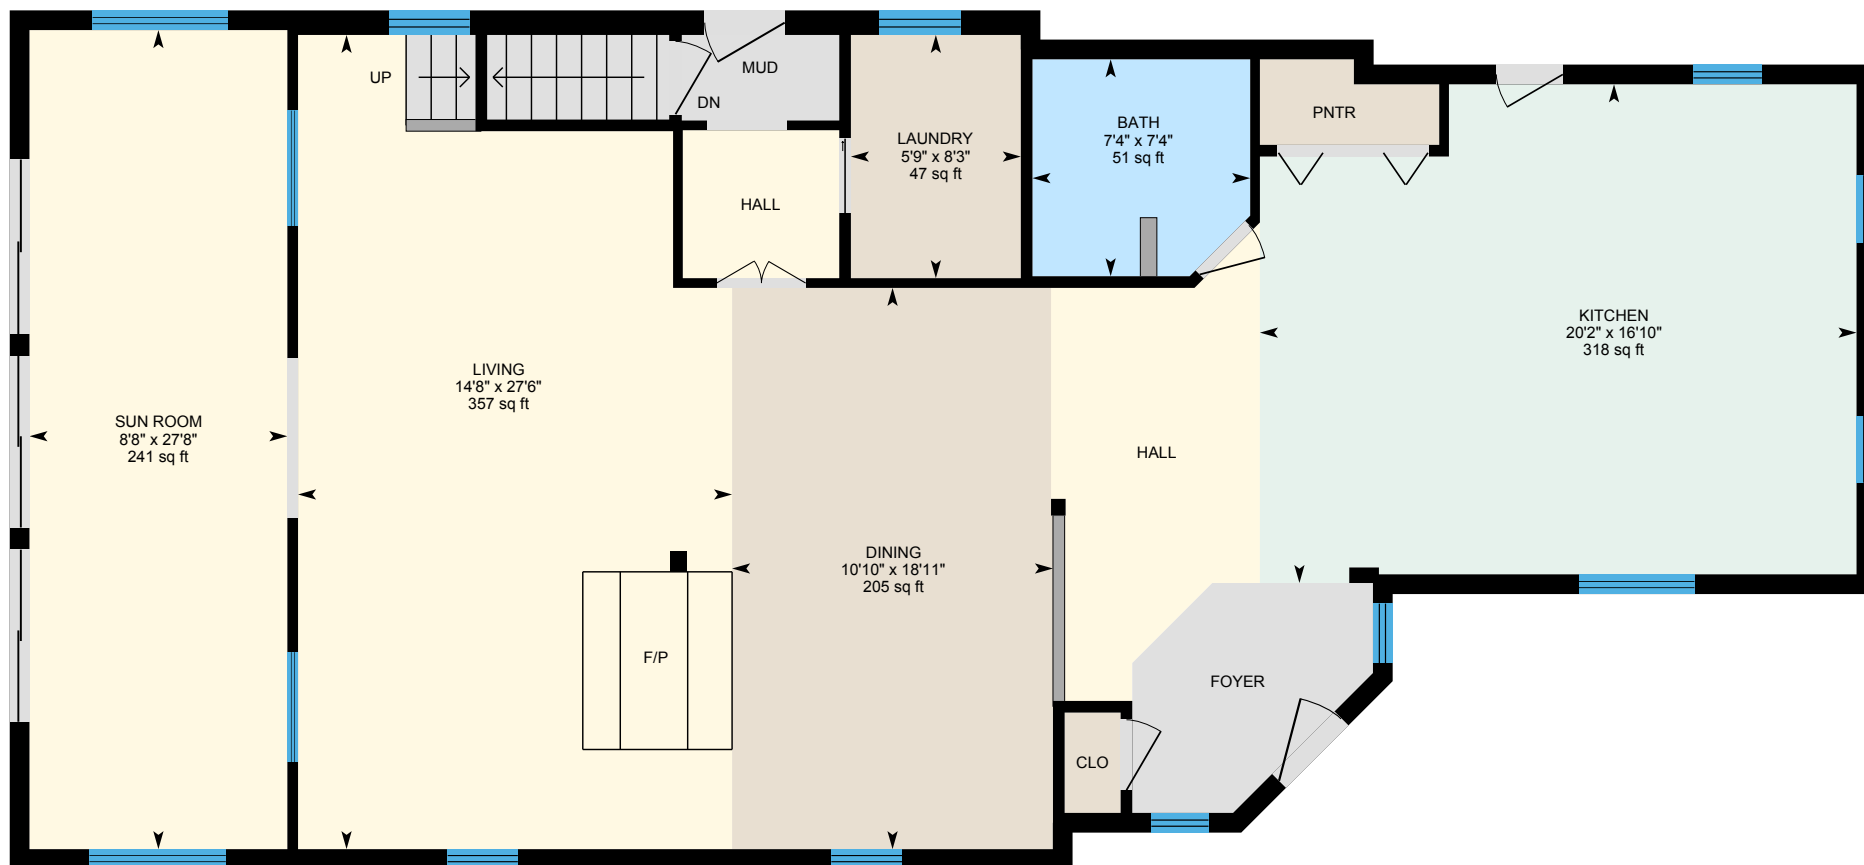 UP
MUD
DN
LAUNDRY
5'9" x 8'3"
47 sq ft
BATH
7'4" x 7'4"
51 sq ft
PNTR
HALL
KITCHEN
20'2" x 16'10"
318 sq ft
LIVING
14'8" x 27'6"
357 sq ft
SUN ROOM
8'8" x 27'8"
241 sq ft
HALL
DINING
10'10" x 18'11"
205 sq ft
F/P
FOYER
CLO